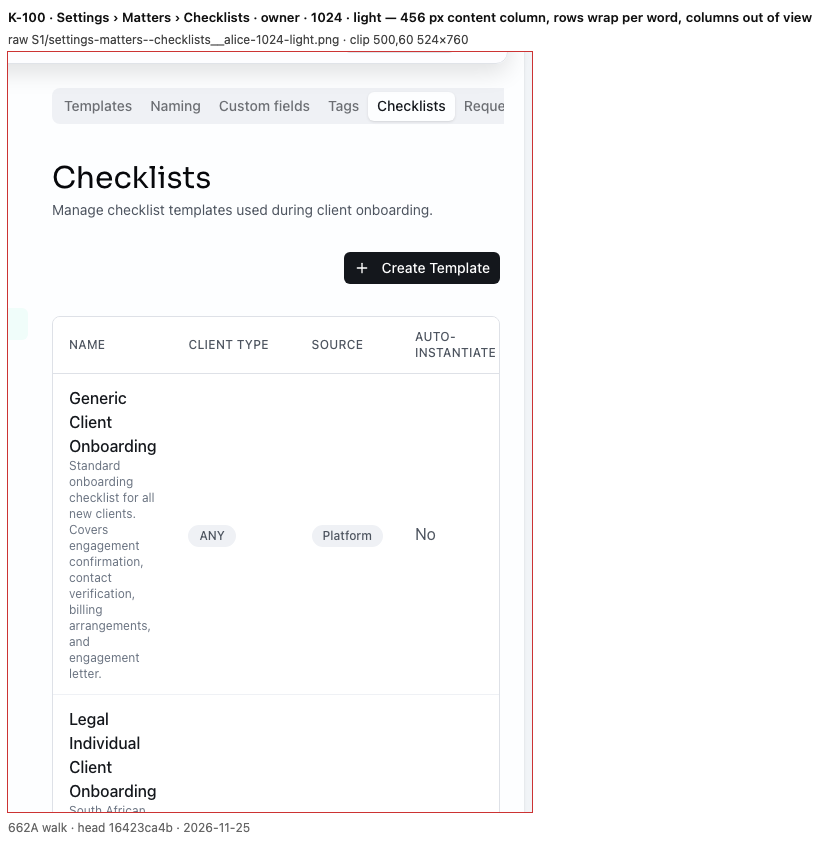 K-100 · Settings › Matters › Checklists · owner · 1024 · light — 456 px content column, rows wrap per word, columns out of view
raw S1/settings-matters--checklists__alice-1024-light.png · clip 500,60 524×760
Templates Naming Custom fields Tags Checklists Reque
Checklists
Manage checklist templates used during client onboarding.
+ Create Template
NAME CLIENT TYPE SOURCE AUTO-
INSTANTIATE
Generic
Client
Onboarding
Standard
onboarding
checklist for all
new clients.
Covers
engagement
confirmation,
contact
verification,
billing
arrangements,
and
engagement
letter.
ANY Platform No
Legal
Individual
Client
Onboarding
South African
662A walk · head 16423ca4b · 2026-11-25